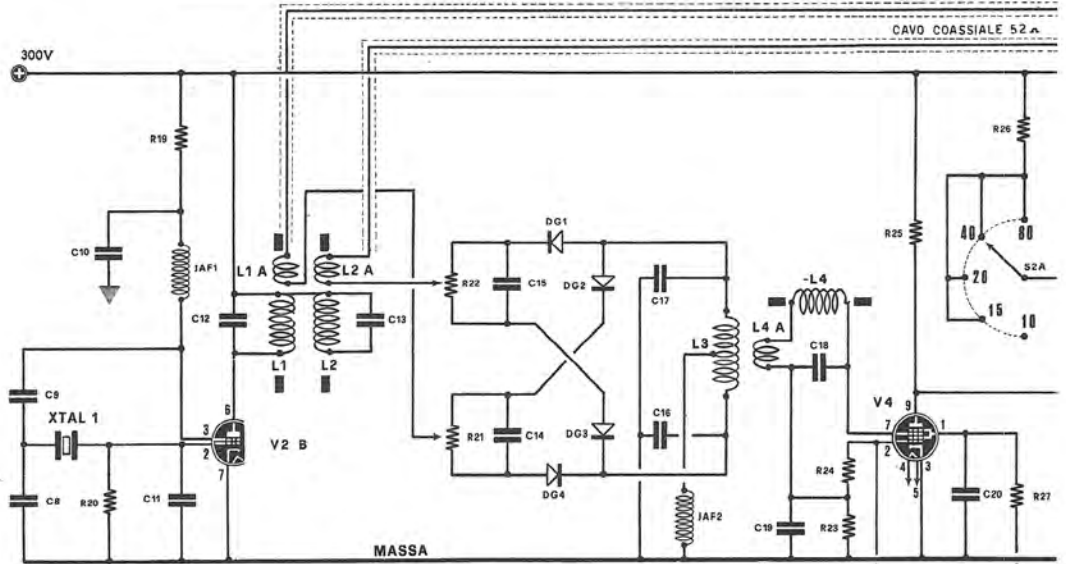 CAVO COASSIALE 52 Ω
300V
R19
R26
C10
JAF1
L1 A
L2 A
DG1
R25
40
80
S2A
20
15
10
R22
C15
DG2
C17
-L4
C12
C13
L3
L4 A
C18
L1
L2
C9
XTAL 1
6
3
2
7
V2 B
R21
C14
DG3
C16
V4
9
7
2
1
4
3
5
C8
R20
C11
DG4
JAF2
R24
C19
R23
C20
R27
MASSA